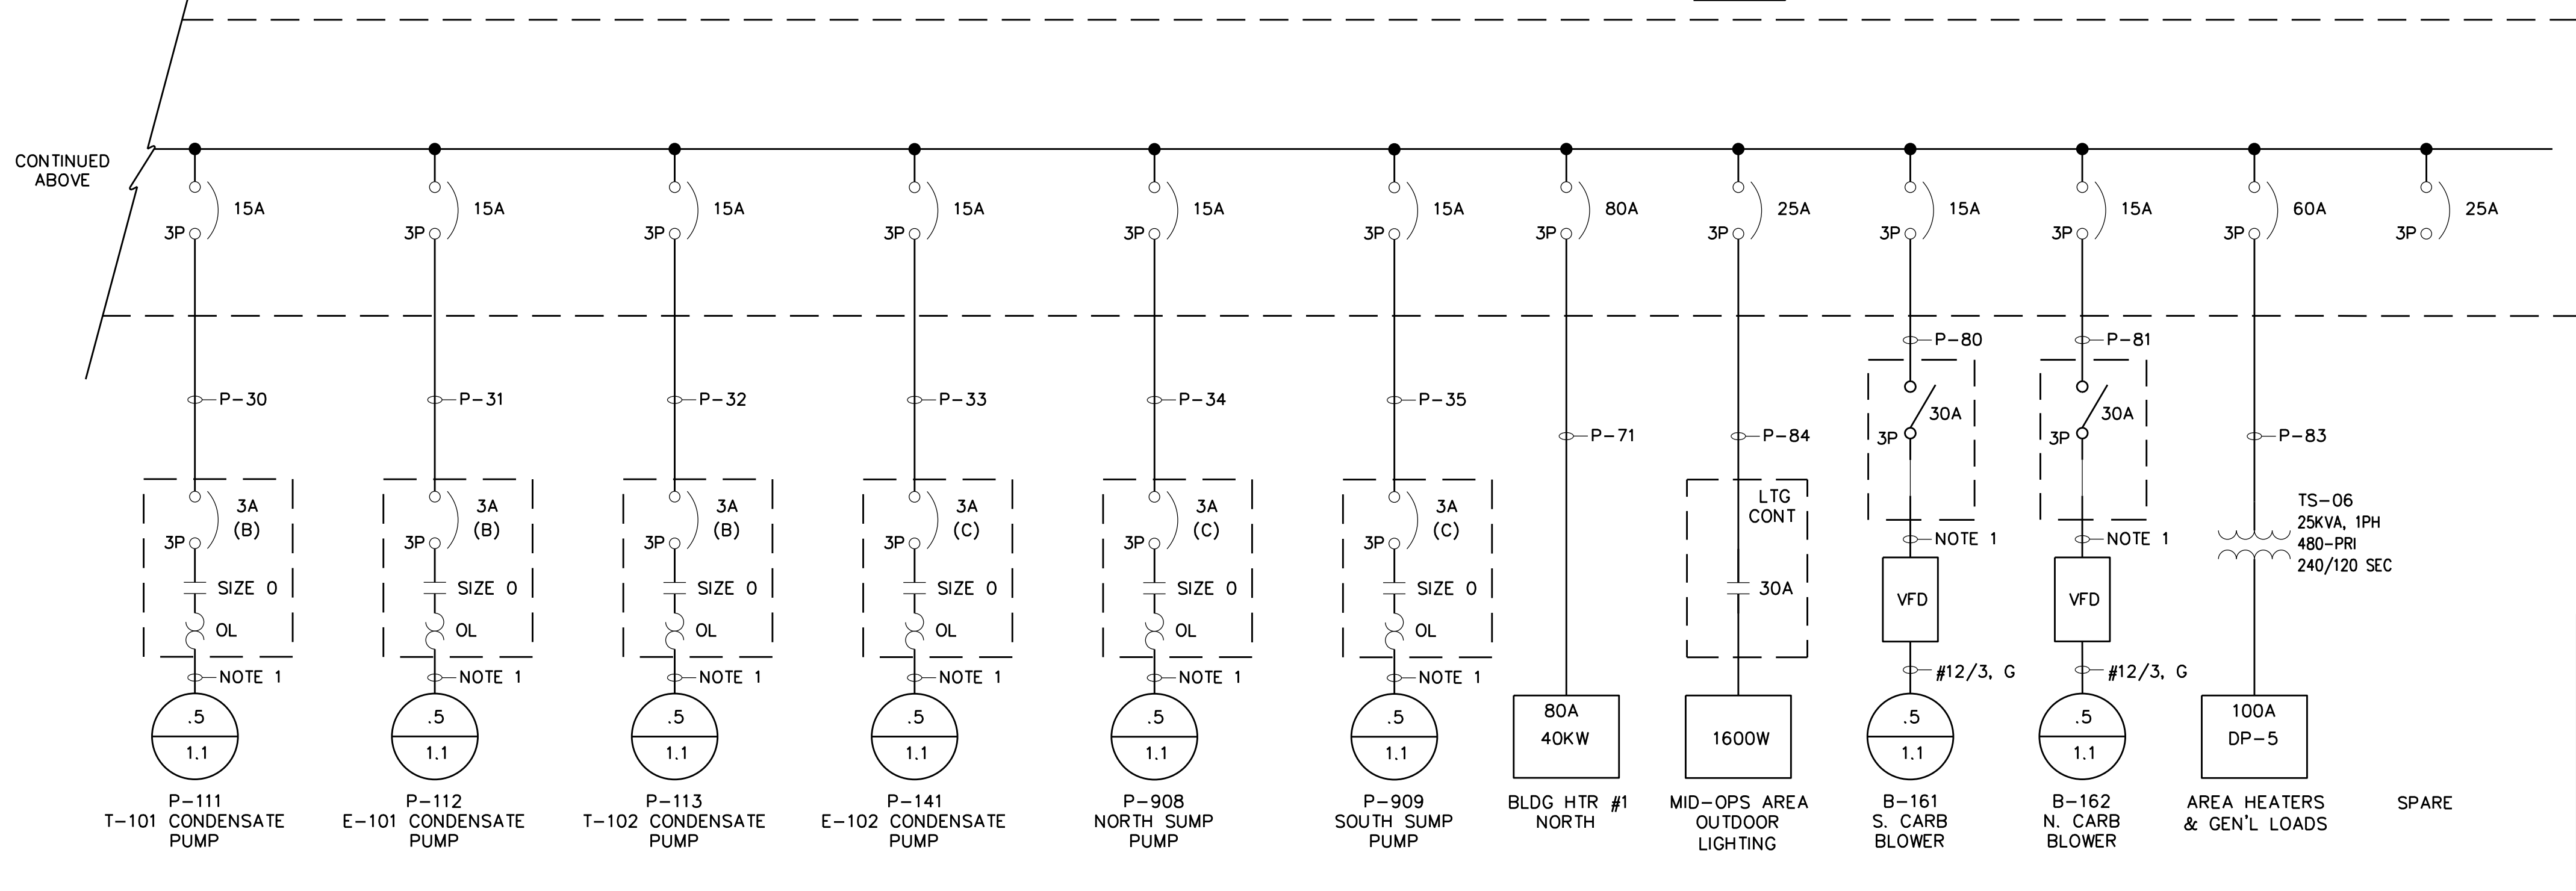 CONTINUED
ABOVE
15A
15A
15A
15A
15A
15A
80A
25A
15A
15A
60A
25A
3P
3P
3P
3P
3P
3P
3P
3P
3P
3P
3P
3P
P-80
P-81
P-30
P-31
P-32
P-33
P-34
P-35
30A
30A
3P
3P
P-71
P-84
P-83
3A
(B)
3A
(B)
3A
(B)
3A
(C)
3A
(C)
3A
(C)
LTG
CONT
TS-06
25KVA, 1PH
480-PRI
240/120 SEC
3P
3P
3P
3P
3P
3P
NOTE 1
NOTE 1
SIZE 0
SIZE 0
SIZE 0
SIZE 0
SIZE 0
SIZE 0
30A
VFD
VFD
OL
OL
OL
OL
OL
OL
NOTE 1
NOTE 1
NOTE 1
NOTE 1
NOTE 1
NOTE 1
#12/3, G
#12/3, G
.5
1.1
.5
1.1
.5
1.1
.5
1.1
.5
1.1
.5
1.1
80A
40KW
1600W
.5
1.1
.5
1.1
100A
DP-5
P-111
T-101 CONDENSATE
PUMP
P-112
E-101 CONDENSATE
PUMP
P-113
T-102 CONDENSATE
PUMP
P-141
E-102 CONDENSATE
PUMP
P-908
NORTH SUMP
PUMP
P-909
SOUTH SUMP
PUMP
BLDG HTR #1
NORTH
MID-OPS AREA
OUTDOOR
LIGHTING
B-161
S. CARB
BLOWER
B-162
N. CARB
BLOWER
AREA HEATERS
& GEN'L LOADS
SPARE